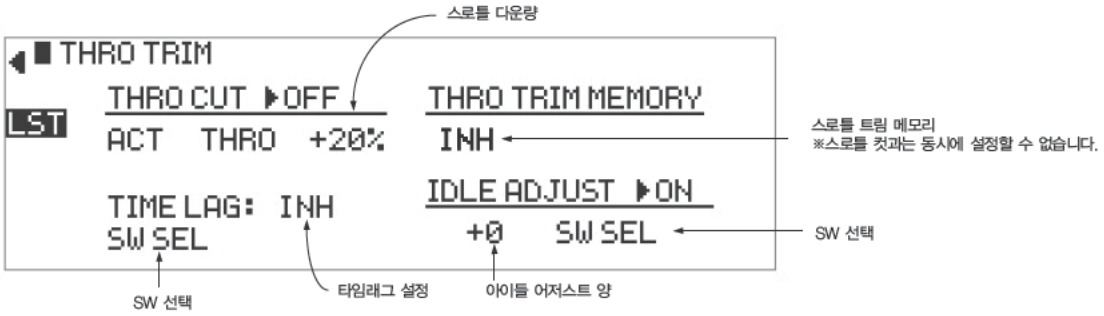 스로틀 다운량
THRO TRIM
THRO CUT ▶OFF
THRO TRIM MEMORY
LST
ACT THRO +20%
INH
스로틀 트림 메모리
※스로틀 컷과는 동시에 설정할 수 없습니다.
IDLE ADJUST ▶ON
TIME LAG: INH
+0 SW SEL
SW 선택
SW SEL
타임래그 설정
아이들 어저스트 양
SW 선택